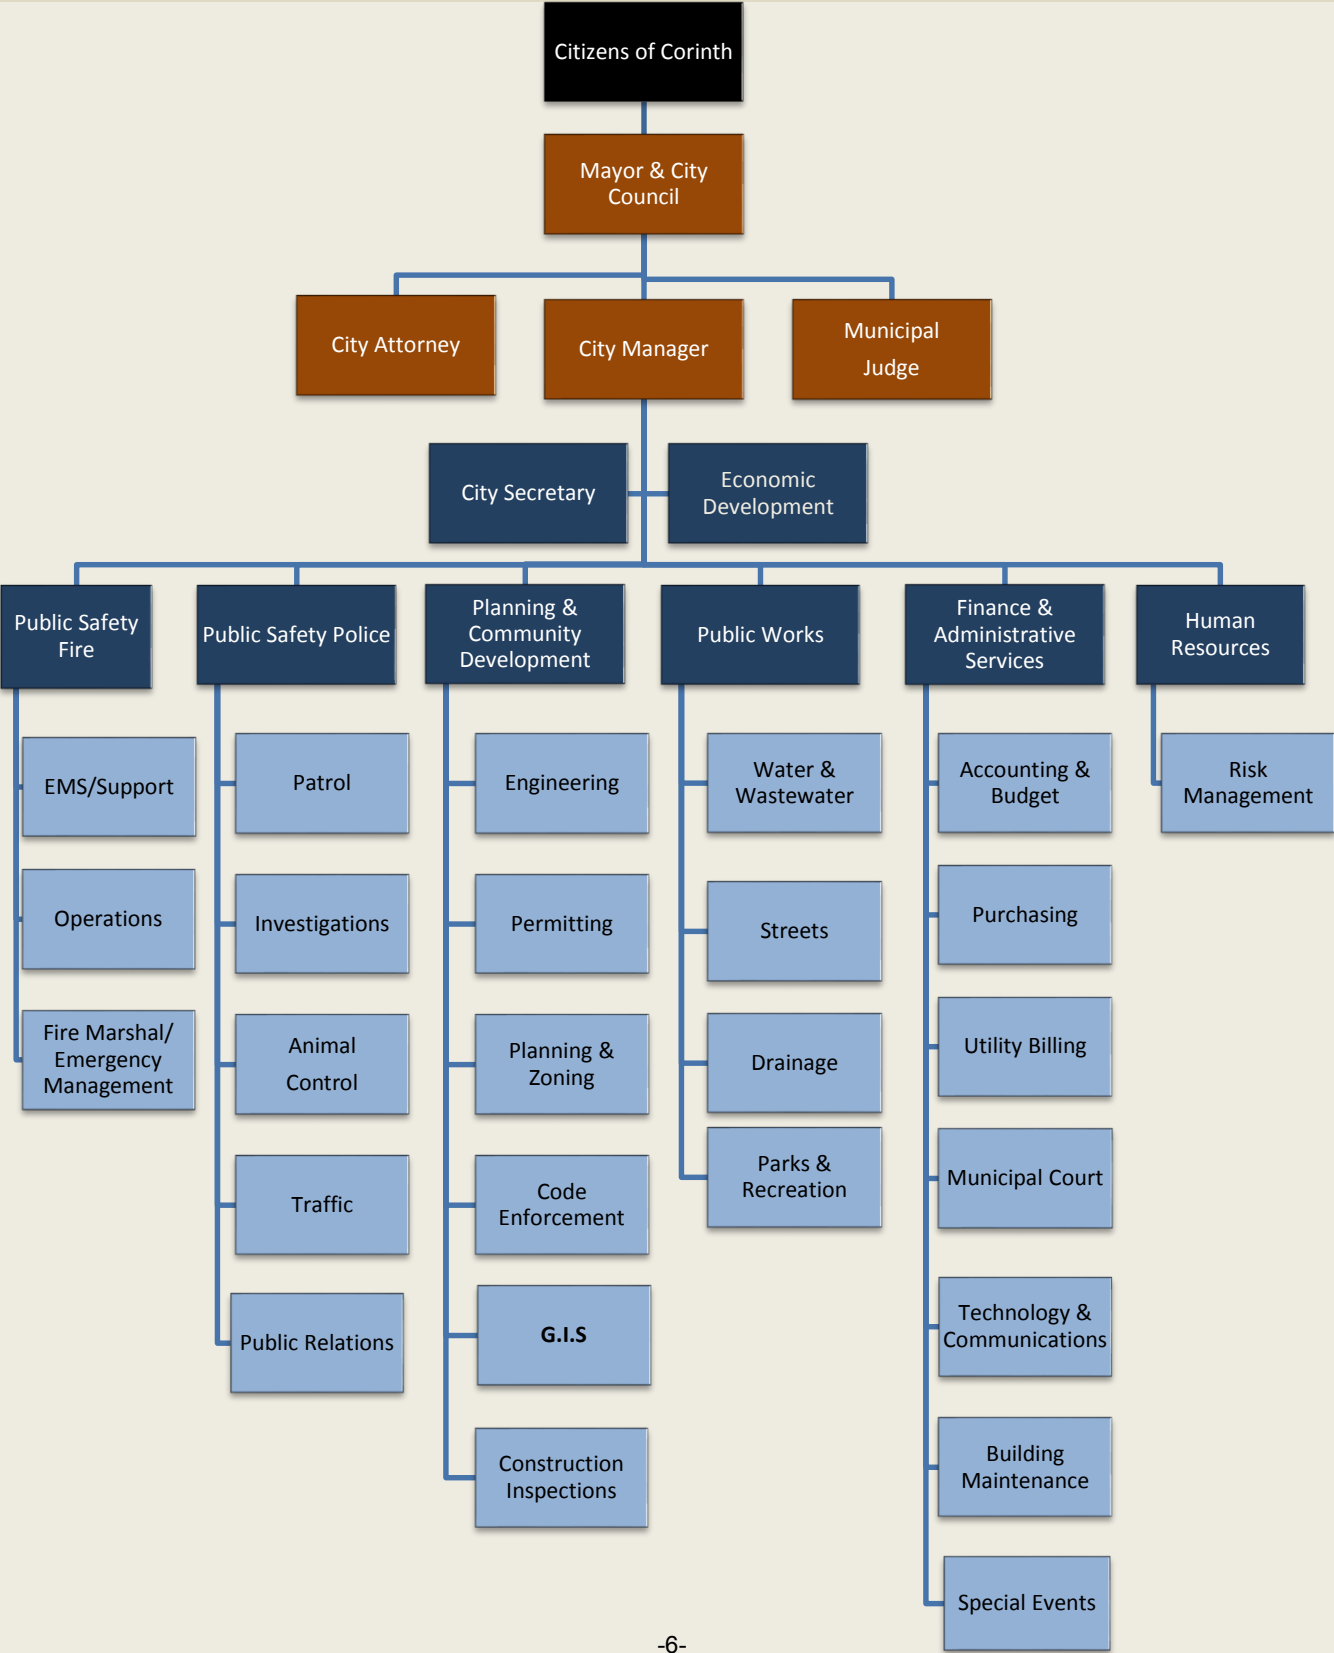 Citizens of Corinth
Mayor & City
Council
City Attorney
City Manager
Municipal
Judge
City Secretary
Economic
Development
Public Safety
Fire
Public Safety Police
Planning &
Community
Development
Public Works
Finance &
Administrative
Services
Human
Resources
EMS/Support
Operations
Fire Marshal/
Emergency
Management
Patrol
Investigations
Animal
Control
Traffic
Public Relations
Engineering
Permitting
Planning &
Zoning
Code
Enforcement
G.I.S
Construction
Inspections
Water &
Wastewater
Streets
Drainage
Parks &
Recreation
Accounting &
Budget
Purchasing
Utility Billing
Municipal Court
Technology &
Communications
Building
Maintenance
Special Events
Risk
Management
-6-